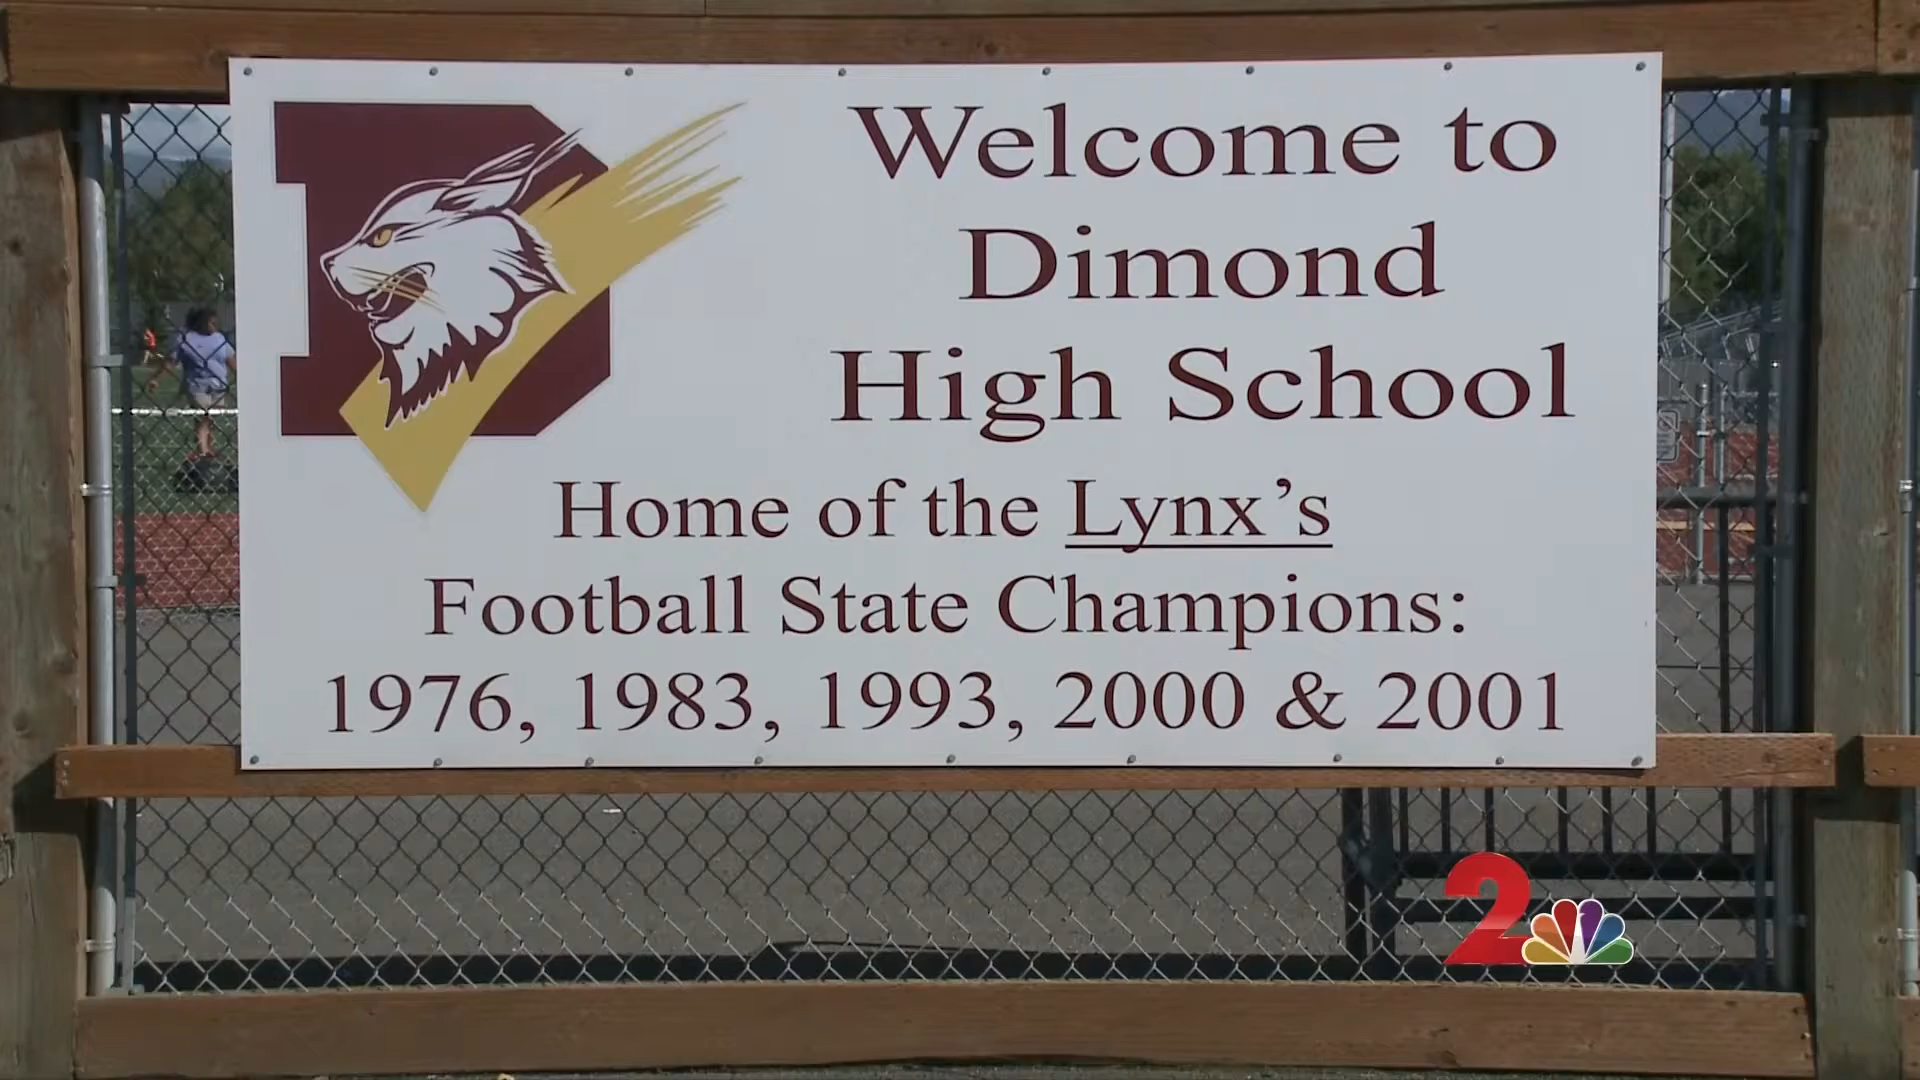 Welcome to
Dimond
High School
Home of the Lynx’s
Football State Champions:
1976, 1983, 1993, 2000 & 2001
D
2